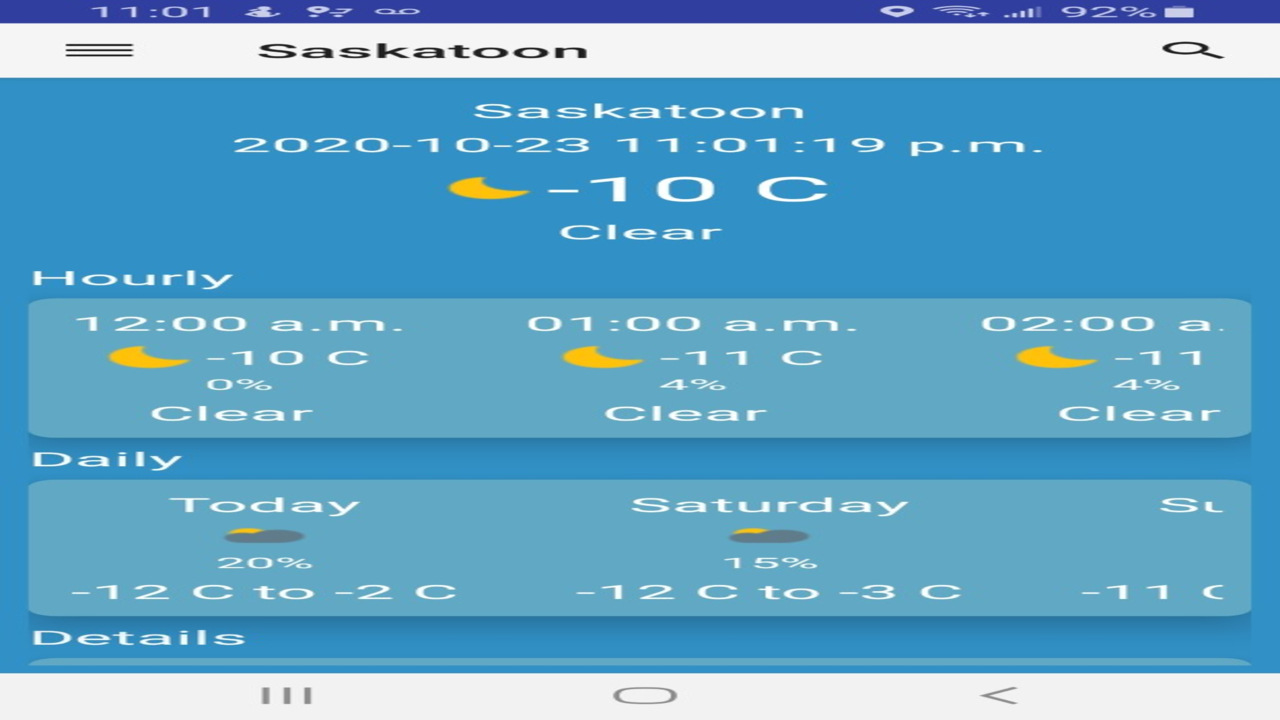 11:01 92%
Saskatoon
Saskatoon
2020-10-23 11:01:19 p.m.
-10 C
Clear
Hourly
12:00 a.m. 01:00 a.m. 02:00 a.
-10 C -11 C -11
0% 4% 4%
Clear Clear Clear
Daily
Today Saturday Su
20% 15%
-12 C to -2 C -12 C to -3 C -11 C
Details